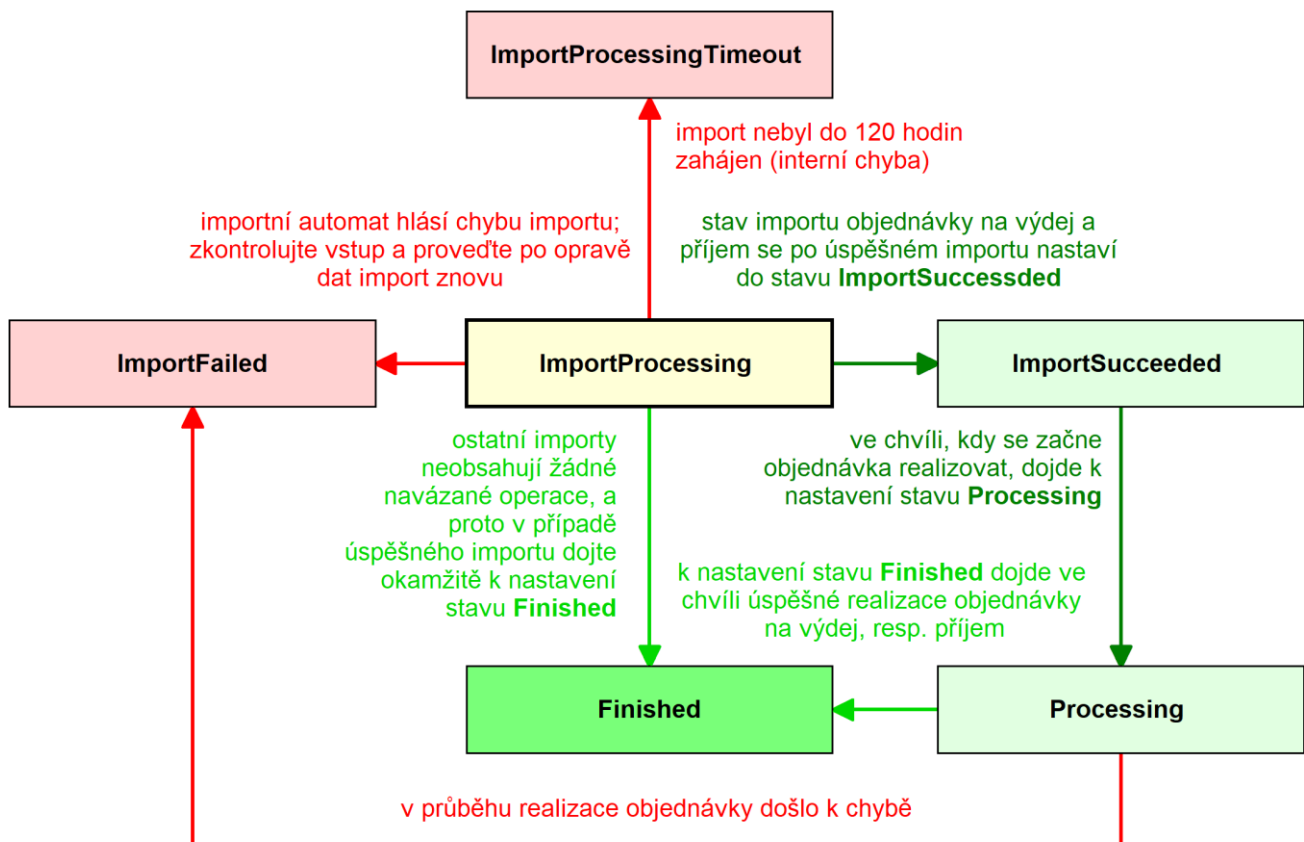 ImportProcessingTimeout
import nebyl do 120 hodin
zahájen (interní chyba)
importní automat hlásí chybu importu;
zkontrolujte vstup a proveďte po opravě
dat import znovu
stav importu objednávky na výdej a
příjem se po úspěšném importu nastaví
do stavu ImportSuccessded
ImportFailed
ImportProcessing
ImportSucceeded
ostatní importy
neobsahují žádné
navázané operace, a
proto v případě
úspěšného importu dojte
okamžitě k nastavení
stavu Finished
ve chvíli, kdy se začne
objednávka realizovat, dojde k
nastavení stavu Processing
k nastavení stavu Finished dojde ve
chvíli úspěšné realizace objednávky
na výdej, resp. příjem
Finished
Processing
v průběhu realizace objednávky došlo k chybě